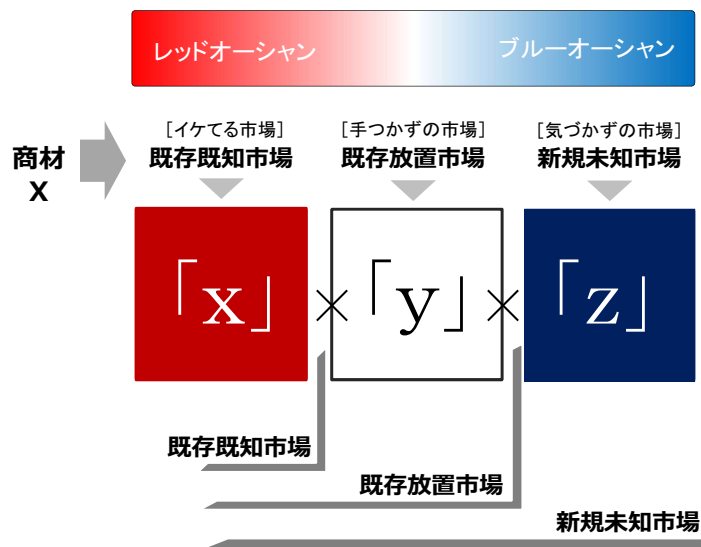 レッドオーシャン ブルーオーシャン
[イケてる市場] [手つかずの市場] [気づかずの市場]
商材 既存既知市場 既存放置市場 新規未知市場
X
「x」×「y」×「z」
既存既知市場
既存放置市場
新規未知市場